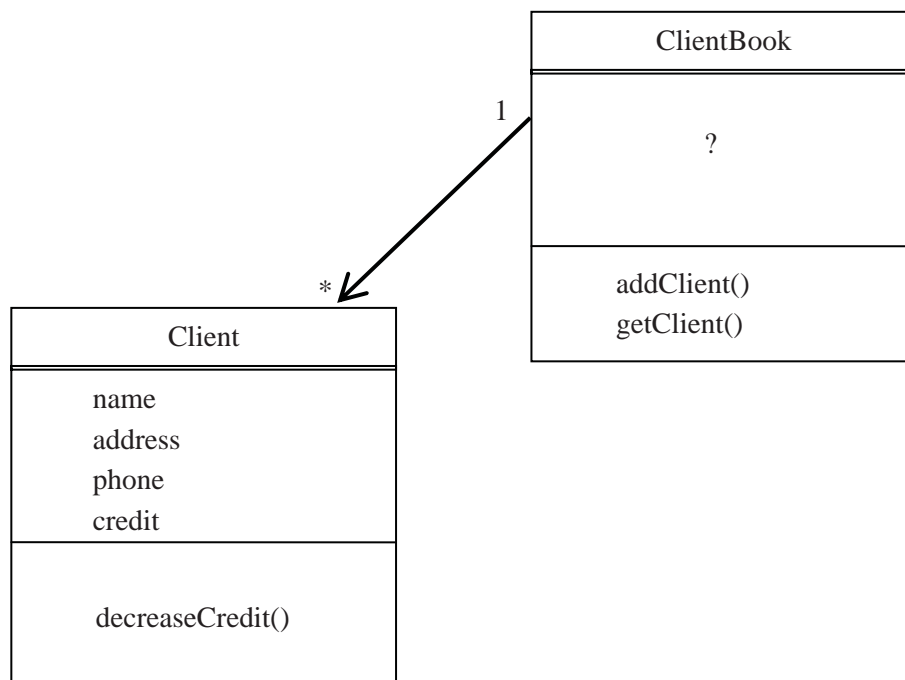 ClientBook
1
?
*
addClient()
getClient()
Client
name
address
phone
credit
decreaseCredit()